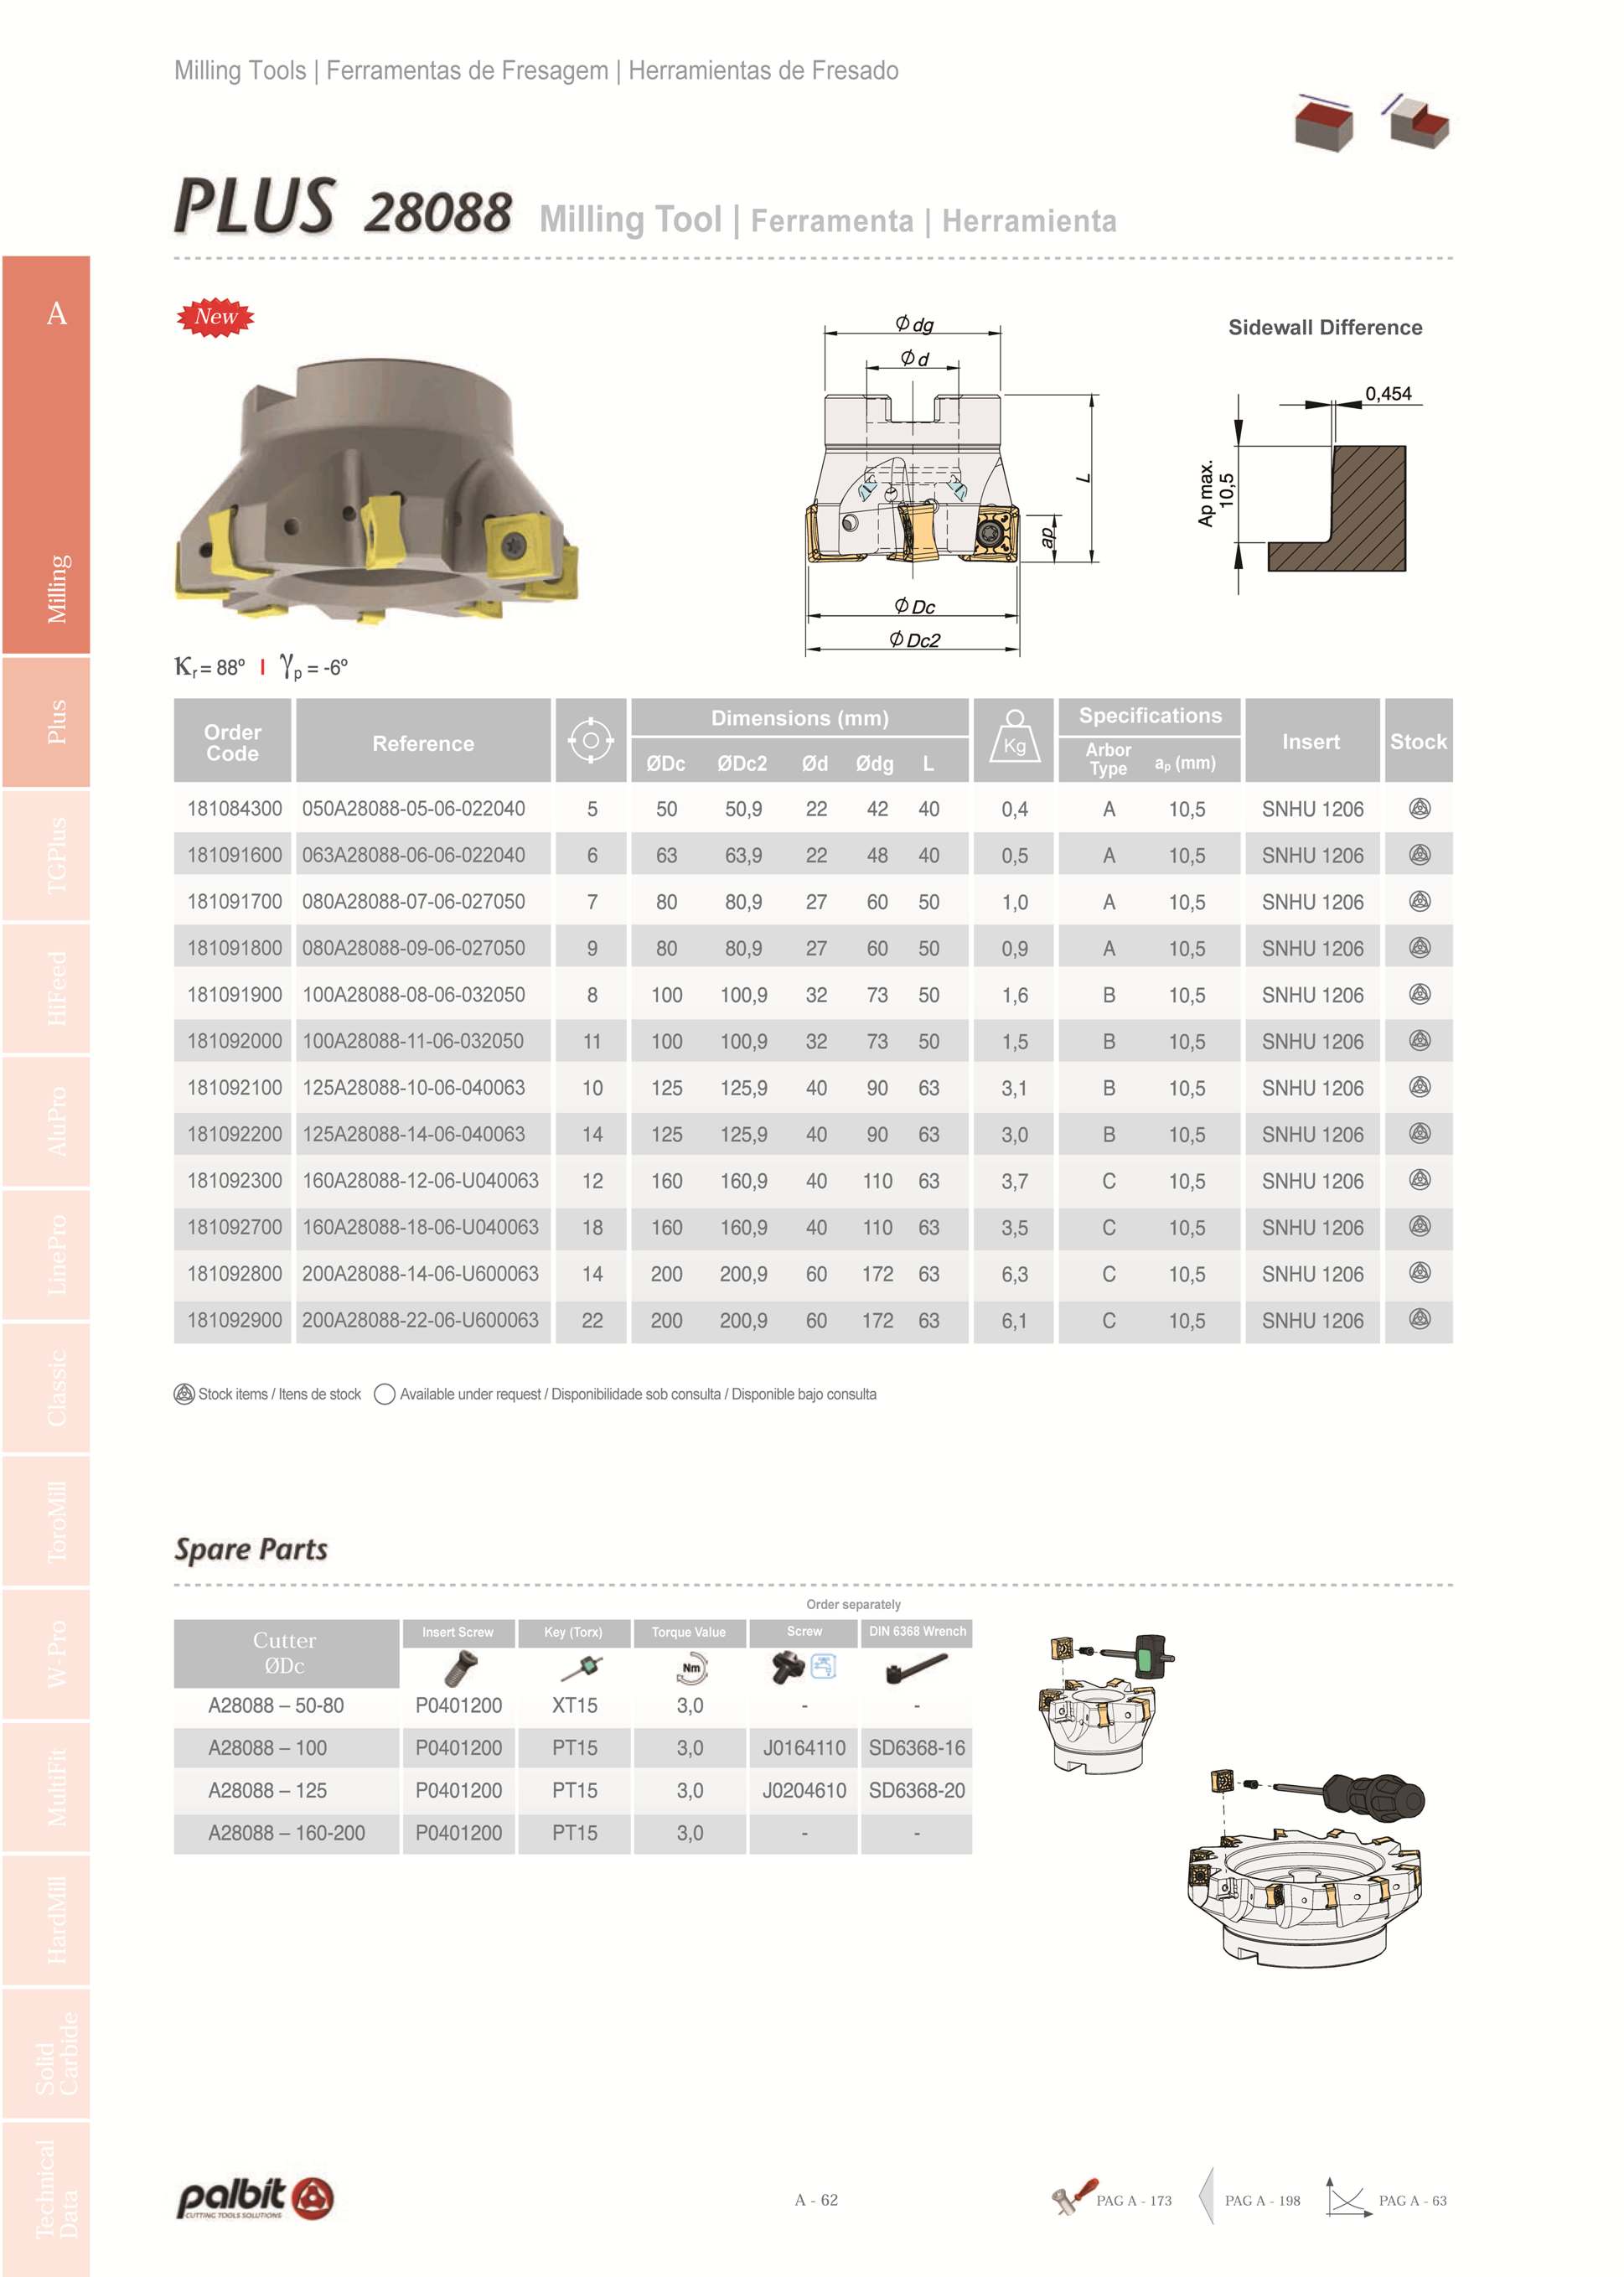 Milling Tools | Ferramentas de Fresagem | Herramientas de Fresado
PLUS 28088 Milling Tool | Ferramenta | Herramienta
A
Milling
Plus
TGPlus
HiFeed
AluPro
LinePro
Classic
ToroMill
W-Pro
MultiFit
HardMill
Solid Carbide
Technical Data
New
Ødg
Ød
L
ap
ØDc
ØDc2
Sidewall Difference
0,454
Ap max.
10,5
Kr = 88º | γp = -6º
Order Code Reference Dimensions (mm) Kg Specifications Insert Stock
ØDc ØDc2 Ød Ødg L Arbor Type ap (mm)
181084300 050A28088-05-06-022040 5 50 50,9 22 42 40 0,4 A 10,5 SNHU 1206
181091600 063A28088-06-06-022040 6 63 63,9 22 48 40 0,5 A 10,5 SNHU 1206
181091700 080A28088-07-06-027050 7 80 80,9 27 60 50 1,0 A 10,5 SNHU 1206
181091800 080A28088-09-06-027050 9 80 80,9 27 60 50 0,9 A 10,5 SNHU 1206
181091900 100A28088-08-06-032050 8 100 100,9 32 73 50 1,6 B 10,5 SNHU 1206
181092000 100A28088-11-06-032050 11 100 100,9 32 73 50 1,5 B 10,5 SNHU 1206
181092100 125A28088-10-06-040063 10 125 125,9 40 90 63 3,1 B 10,5 SNHU 1206
181092200 125A28088-14-06-040063 14 125 125,9 40 90 63 3,0 B 10,5 SNHU 1206
181092300 160A28088-12-06-U040063 12 160 160,9 40 110 63 3,7 C 10,5 SNHU 1206
181092700 160A28088-18-06-U040063 18 160 160,9 40 110 63 3,5 C 10,5 SNHU 1206
181092800 200A28088-14-06-U600063 14 200 200,9 60 172 63 6,3 C 10,5 SNHU 1206
181092900 200A28088-22-06-U600063 22 200 200,9 60 172 63 6,1 C 10,5 SNHU 1206
Stock items / Itens de stock Available under request / Disponibilidade sob consulta / Disponible bajo consulta
Spare Parts
Order separately
Cutter ØDc Insert Screw Key (Torx) Torque Value Screw DIN 6368 Wrench
Nm
A28088 – 50-80 P0401200 XT15 3,0 - -
A28088 – 100 P0401200 PT15 3,0 J0164110 SD6368-16
A28088 – 125 P0401200 PT15 3,0 J0204610 SD6368-20
A28088 – 160-200 P0401200 PT15 3,0 - -
palbit
CUTTING TOOLS SOLUTIONS
A - 62
PAG A - 173
PAG A - 198
PAG A - 63